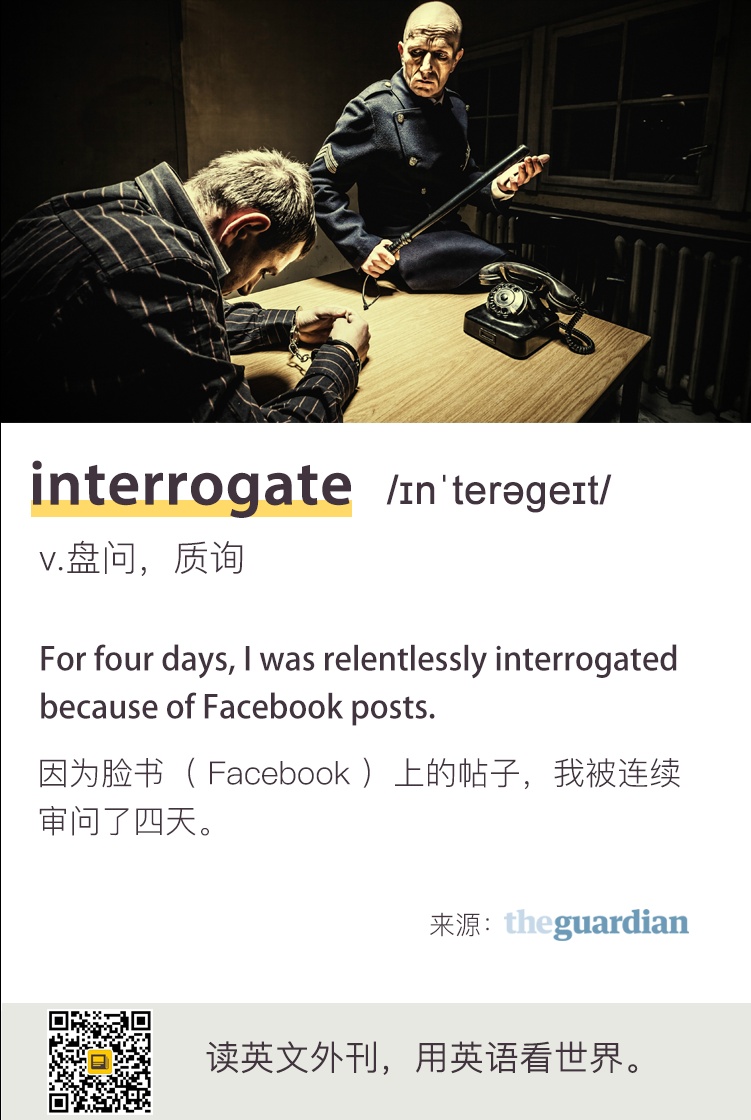 interrogate /ɪnˈterəgeɪt/
v.盘问，质询
For four days, I was relentlessly interrogated
because of Facebook posts.
因为脸书（ Facebook ）上的帖子，我被连续
审问了四天。
来源：theguardian
读英文外刊，用英语看世界。